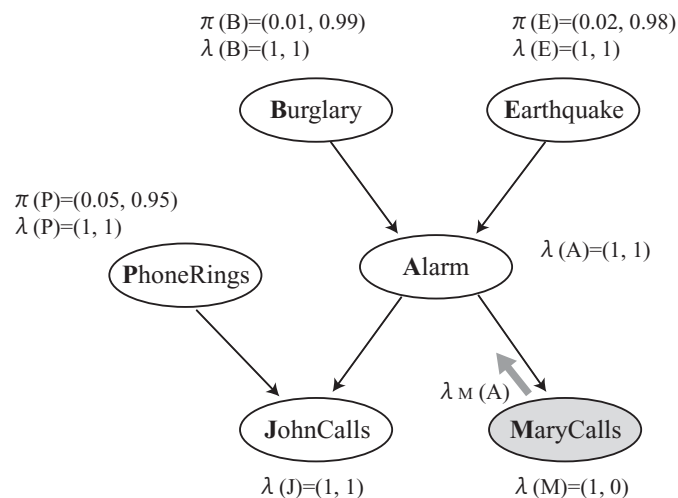 π (B)=(0.01, 0.99)
λ (B)=(1, 1)
π (E)=(0.02, 0.98)
λ (E)=(1, 1)
Burglary
Earthquake
π (P)=(0.05, 0.95)
λ (P)=(1, 1)
PhoneRings
Alarm
λ (A)=(1, 1)
λ M (A)
JohnCalls
MaryCalls
λ (J)=(1, 1)
λ (M)=(1, 0)